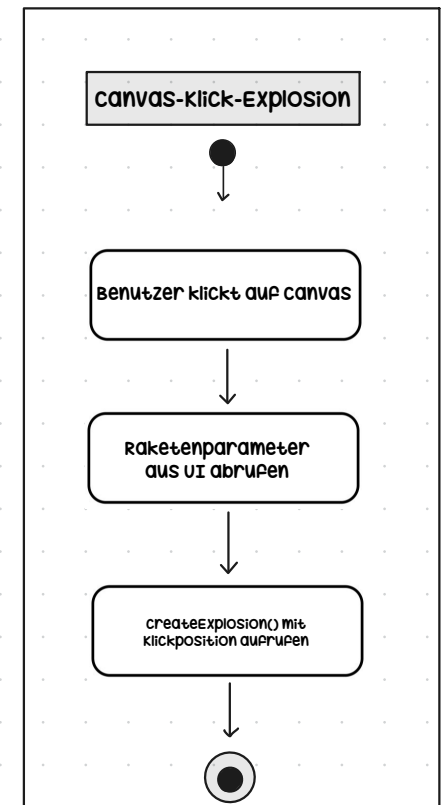 Canvas-Klick-Explosion
Benutzer klickt auf Canvas
Raketenparameter
aus UI abrufen
createExplosion() mit
Klickposition aufrufen